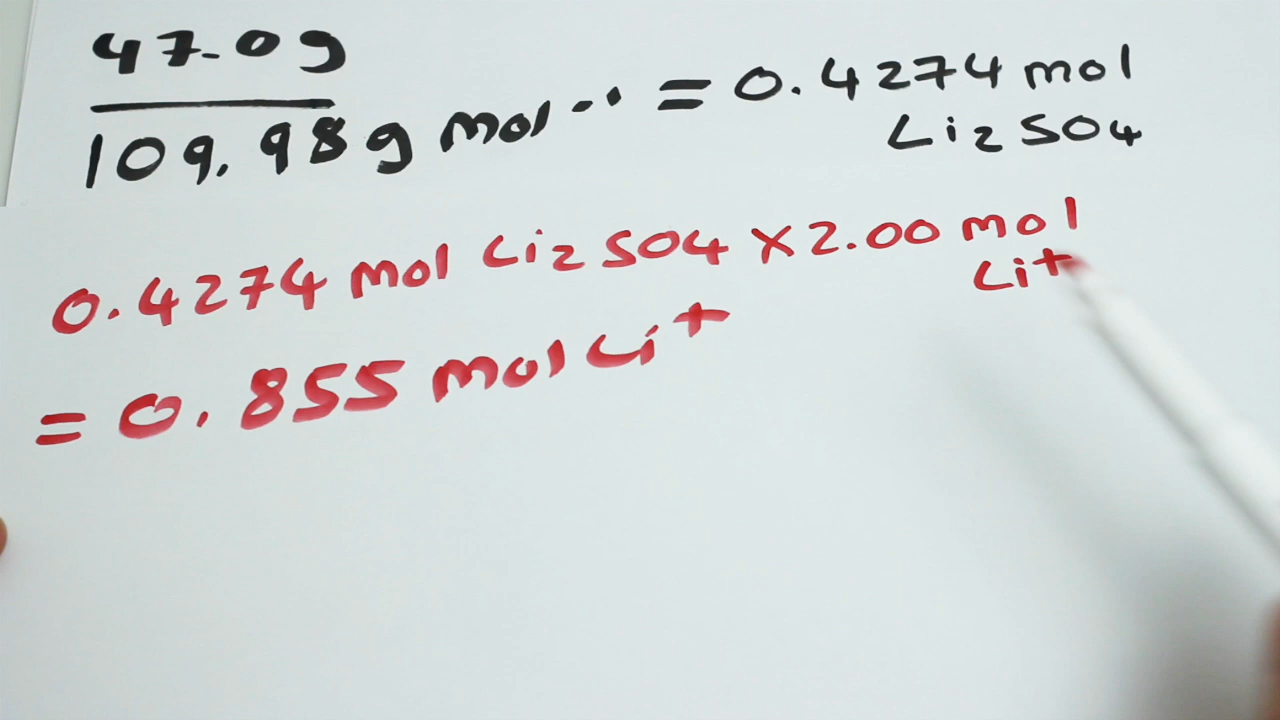 47.0g
109.98g mol-1 = 0.4274 mol
Li2SO4
0.4274 mol Li2SO4 x 2.00 mol
Li+
= 0.855 mol Li+